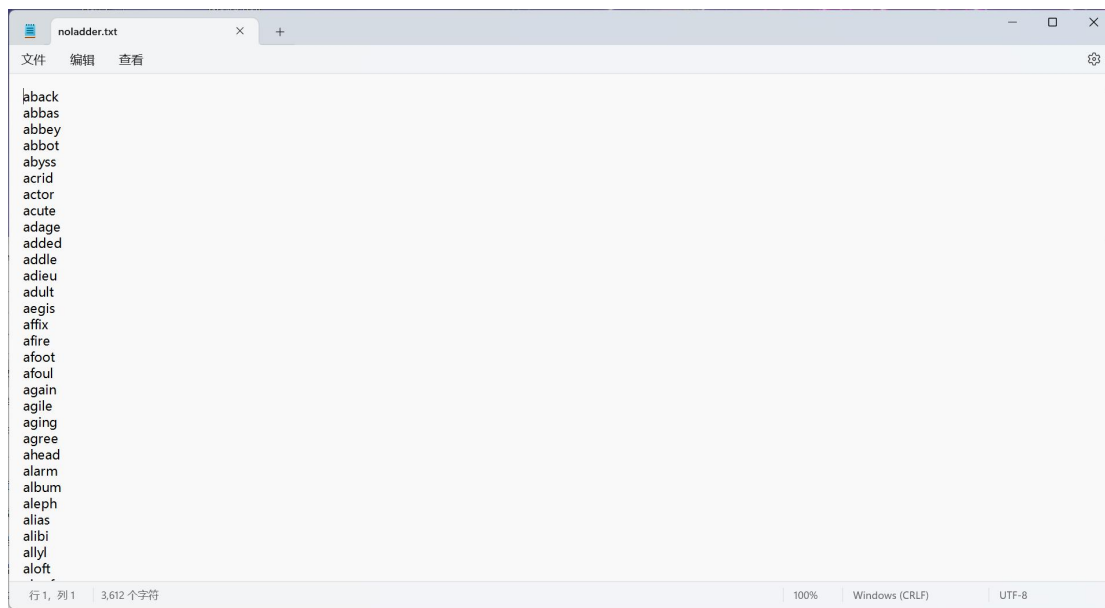 noladder.txt
文件 编辑 查看
aback
abbas
abbey
abbot
abyss
acrid
actor
acute
adage
added
addle
adieu
adult
aegis
affix
afire
afoot
afoul
again
agile
aging
agree
ahead
alarm
album
aleph
alias
alibi
allyl
aloft
行 1，列 1 3,612 个字符 100% Windows (CRLF) UTF-8